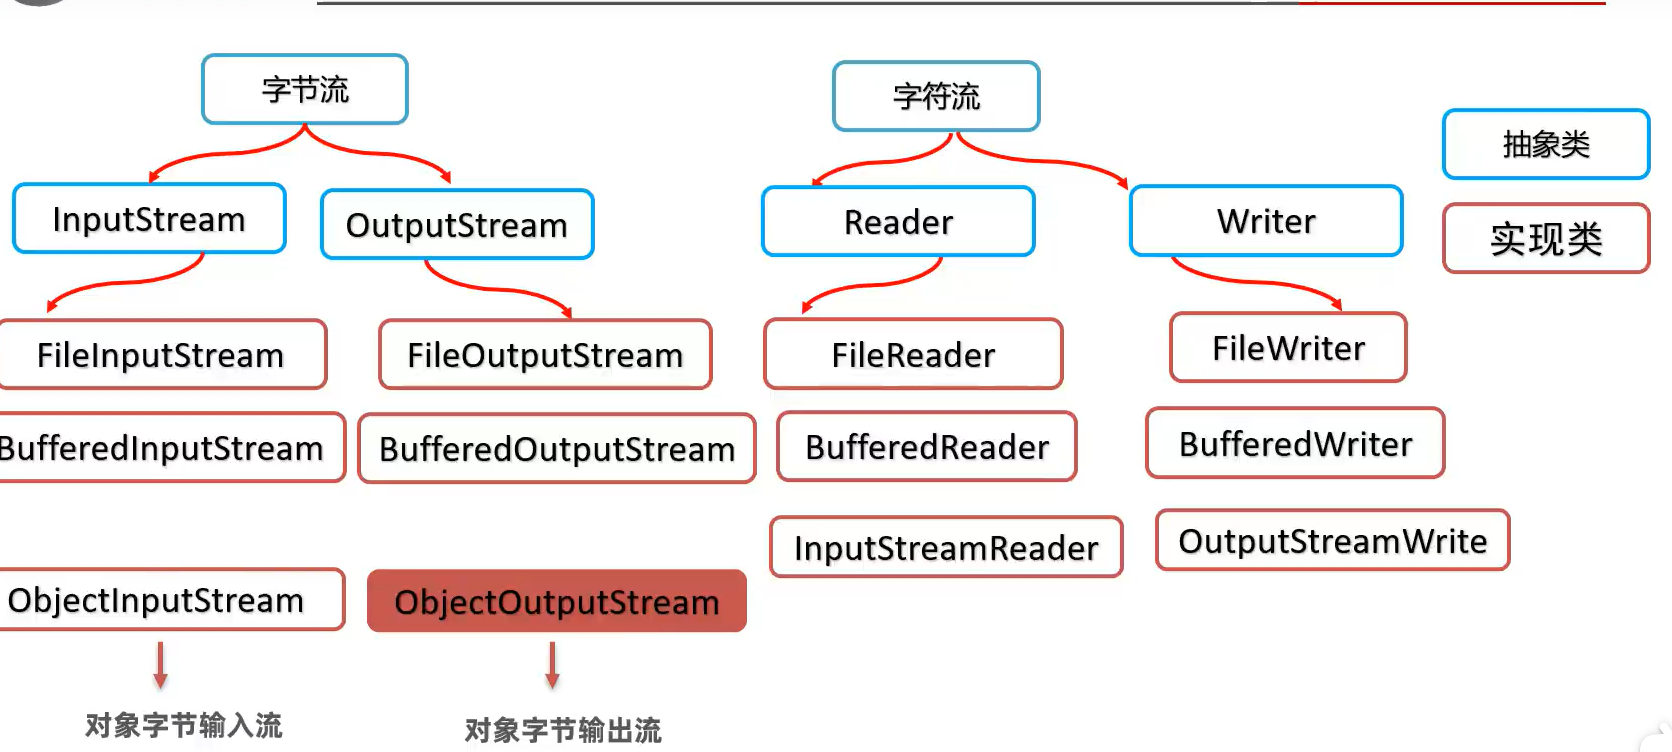 字节流
字符流
抽象类
InputStream
OutputStream
Reader
Writer
实现类
FileInputStream
FileOutputStream
FileReader
FileWriter
BufferedInputStream
BufferedOutputStream
BufferedReader
BufferedWriter
InputStreamReader
OutputStreamWrite
ObjectInputStream
ObjectOutputStream
对象字节输入流
对象字节输出流